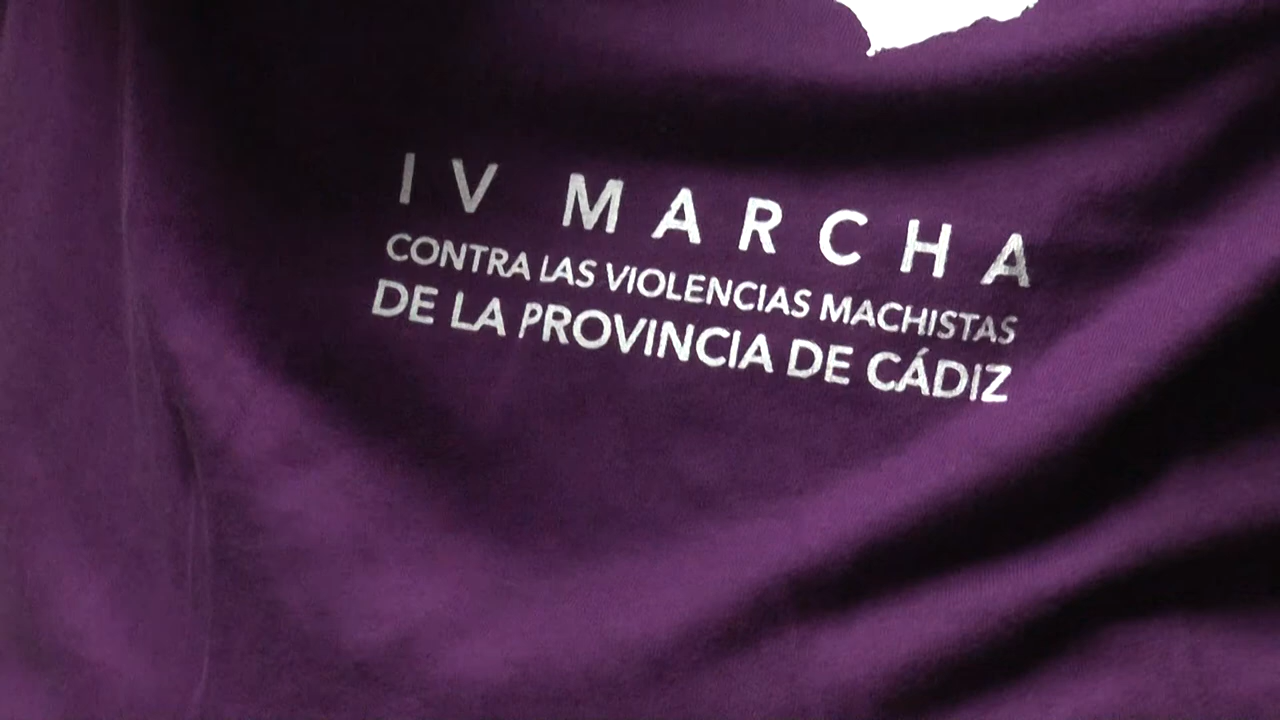 IV MARCHA
CONTRA LAS VIOLENCIAS MACHISTAS
DE LA PROVINCIA DE CÁDIZ